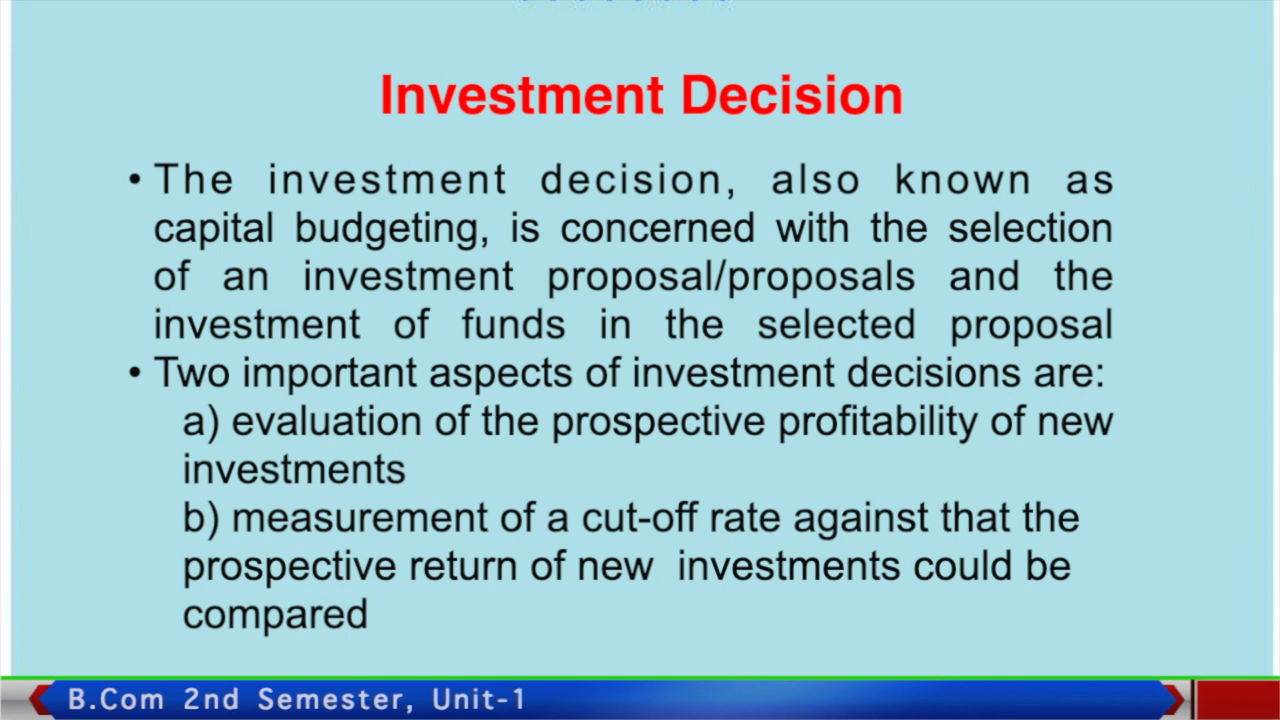 Investment Decision
• The investment decision, also known as
capital budgeting, is concerned with the selection
of an investment proposal/proposals and the
investment of funds in the selected proposal
• Two important aspects of investment decisions are:
a) evaluation of the prospective profitability of new
investments
b) measurement of a cut-off rate against that the
prospective return of new investments could be
compared
B.Com 2nd Semester, Unit-1